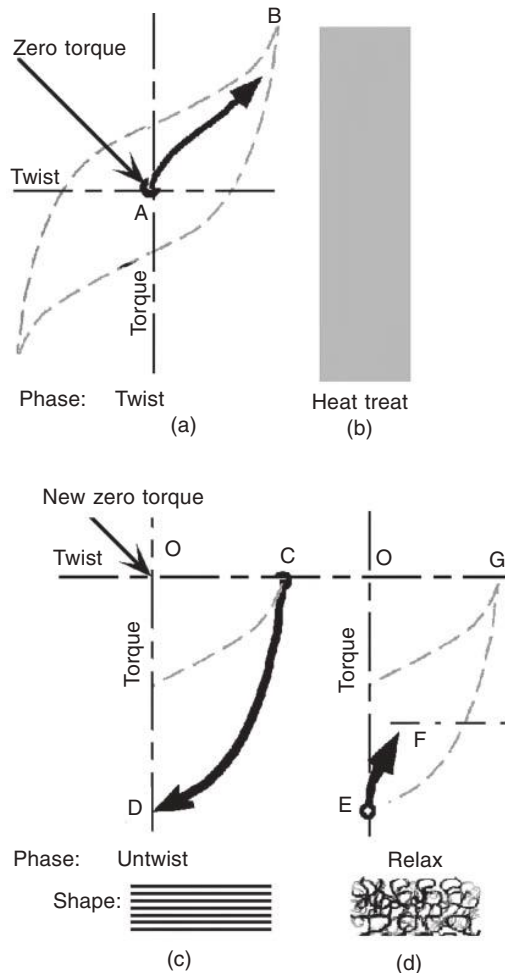 B
Zero torque
Twist
A
Torque
Phase: Twist
(a)
Heat treat
(b)
New zero torque
Twist
O
C
O
G
Torque
Torque
F
D
E
Phase: Untwist
Relax
Shape:
(c)
(d)